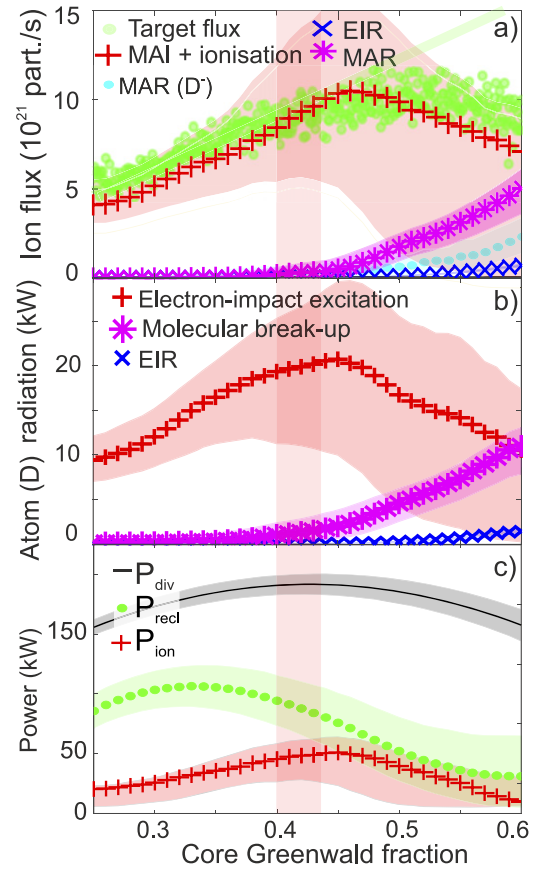 15
Target flux
EIR
a)
MAI + ionisation
MAR
MAR (D⁻)
10
5
0
Ion flux (10²¹ part./s)
b)
Electron-impact excitation
Molecular break-up
EIR
20
10
0
Atom (D) radiation (kW)
c)
P_div
P_recl
P_ion
150
50
0
Power (kW)
0.3 0.4 0.5 0.6
Core Greenwald fraction